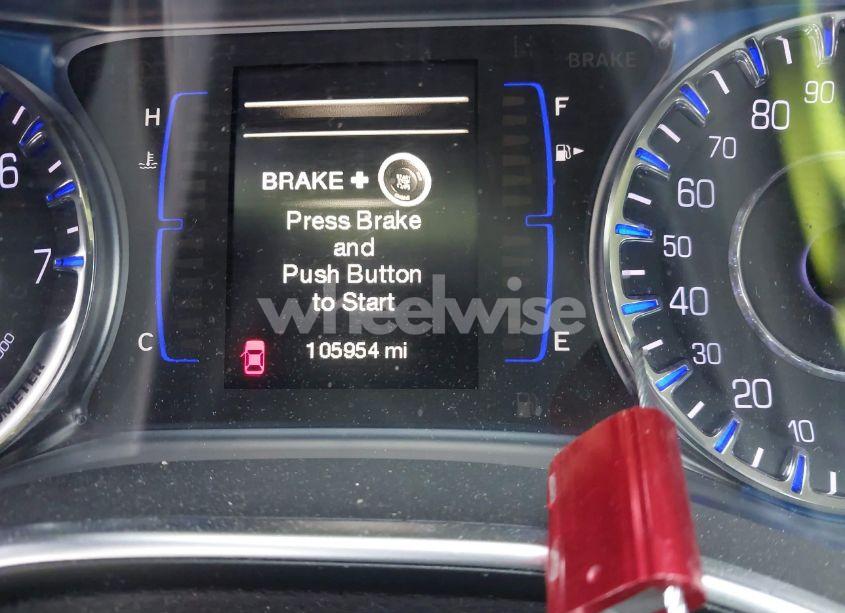 BRAKE
H
F
BRAKE +
Press Brake
and
Push Button
to Start
105954 mi
C
E
6
7
000
90
80
70
60
50
40
30
20
10
wheelwise